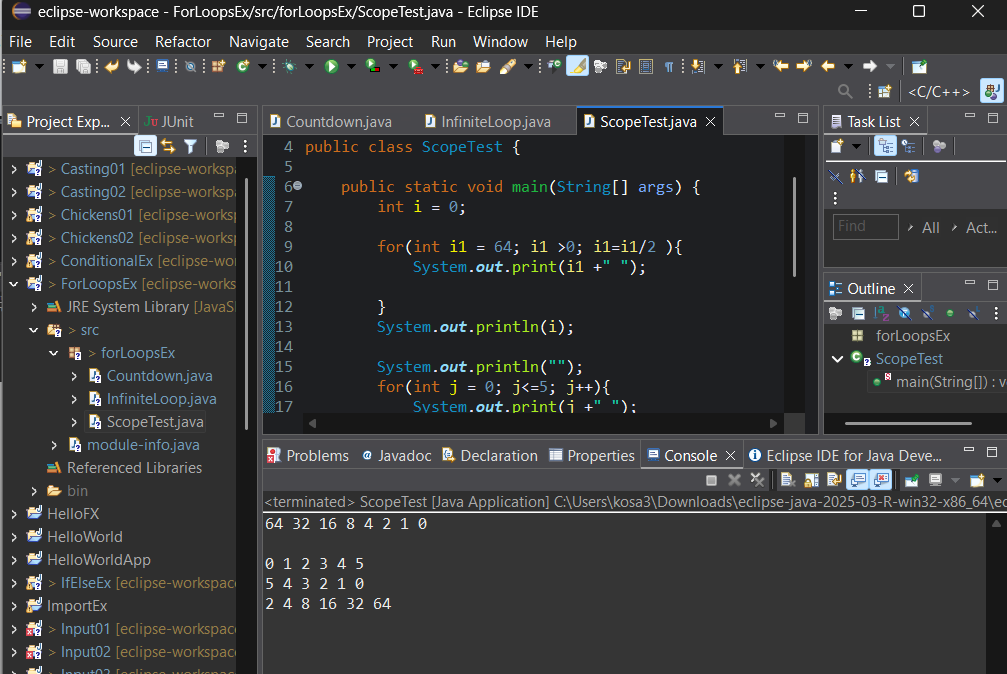 eclipse-workspace - ForLoopsEx/src/forLoopsEx/ScopeTest.java - Eclipse IDE
File Edit Source Refactor Navigate Search Project Run Window Help
<C/C++>
Project Exp...
JUnit
> Casting01 [eclipse-workspa
> Casting02 [eclipse-workspa
> Chickens01 [eclipse-worksp
> Chickens02 [eclipse-worksp
> ConditionalEx [eclipse-wo
> ForLoopsEx [eclipse-works
JRE System Library [JavaS
> src
> forLoopsEx
Countdown.java
InfiniteLoop.java
ScopeTest.java
module-info.java
Referenced Libraries
bin
HelloFX
HelloWorld
HelloWorldApp
> IfElseEx [eclipse-workspac
ImportEx
> Input01 [eclipse-workspac
> Input02 [eclipse-workspac
Countdown.java InfiniteLoop.java ScopeTest.java
4 public class ScopeTest {
5
6 public static void main(String[] args) {
7 int i = 0;
8
9 for(int i1 = 64; i1 >0; i1=i1/2 ){
10 System.out.print(i1 +" ");
11
12 }
13 System.out.println(i);
14
15 System.out.println("");
16 for(int j = 0; j<=5; j++){
17 System.out.print(j +" ");
Task List
Find
All
Act...
Outline
forLoopsEx
ScopeTest
main(String[]) : v
Problems Javadoc Declaration Properties Console Eclipse IDE for Java Deve...
<terminated> ScopeTest [Java Application] C:\Users\kosa3\Downloads\eclipse-java-2025-03-R-win32-x86_64\ec
64 32 16 8 4 2 1 0
0 1 2 3 4 5
5 4 3 2 1 0
2 4 8 16 32 64